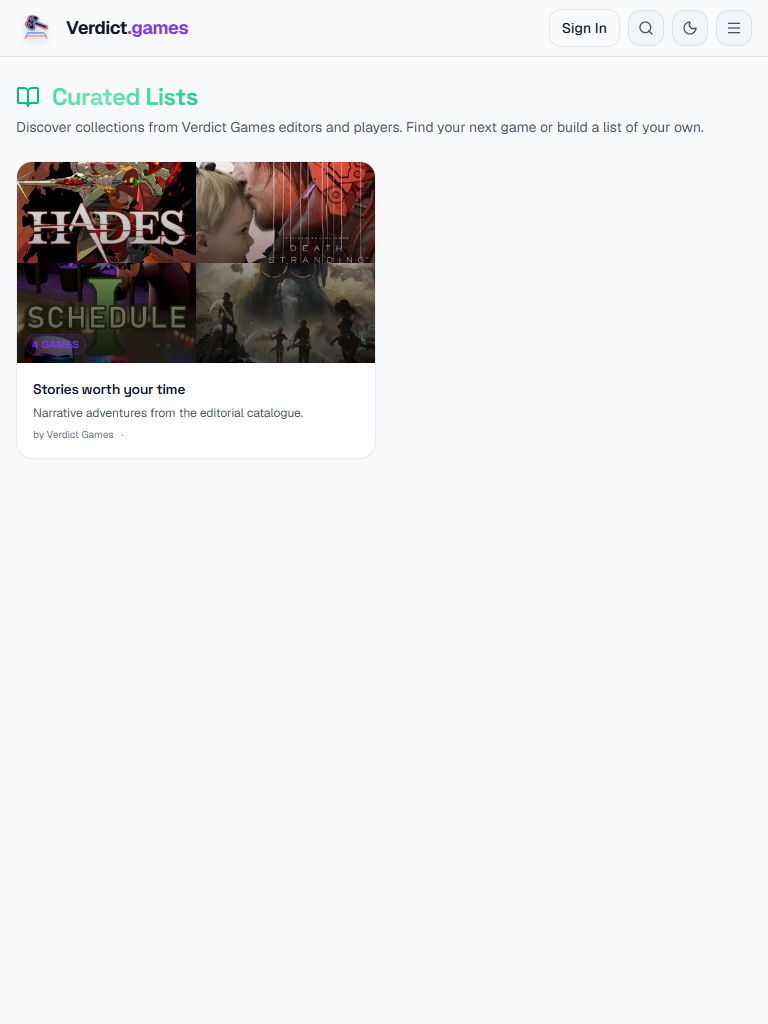 Verdict.games
Sign In
Curated Lists
Discover collections from Verdict Games editors and players. Find your next game or build a list of your own.
HADES
DEATH
STRANDING
SCHEDULE
I
4 GAMES
Stories worth your time
Narrative adventures from the editorial catalogue.
by Verdict Games ·